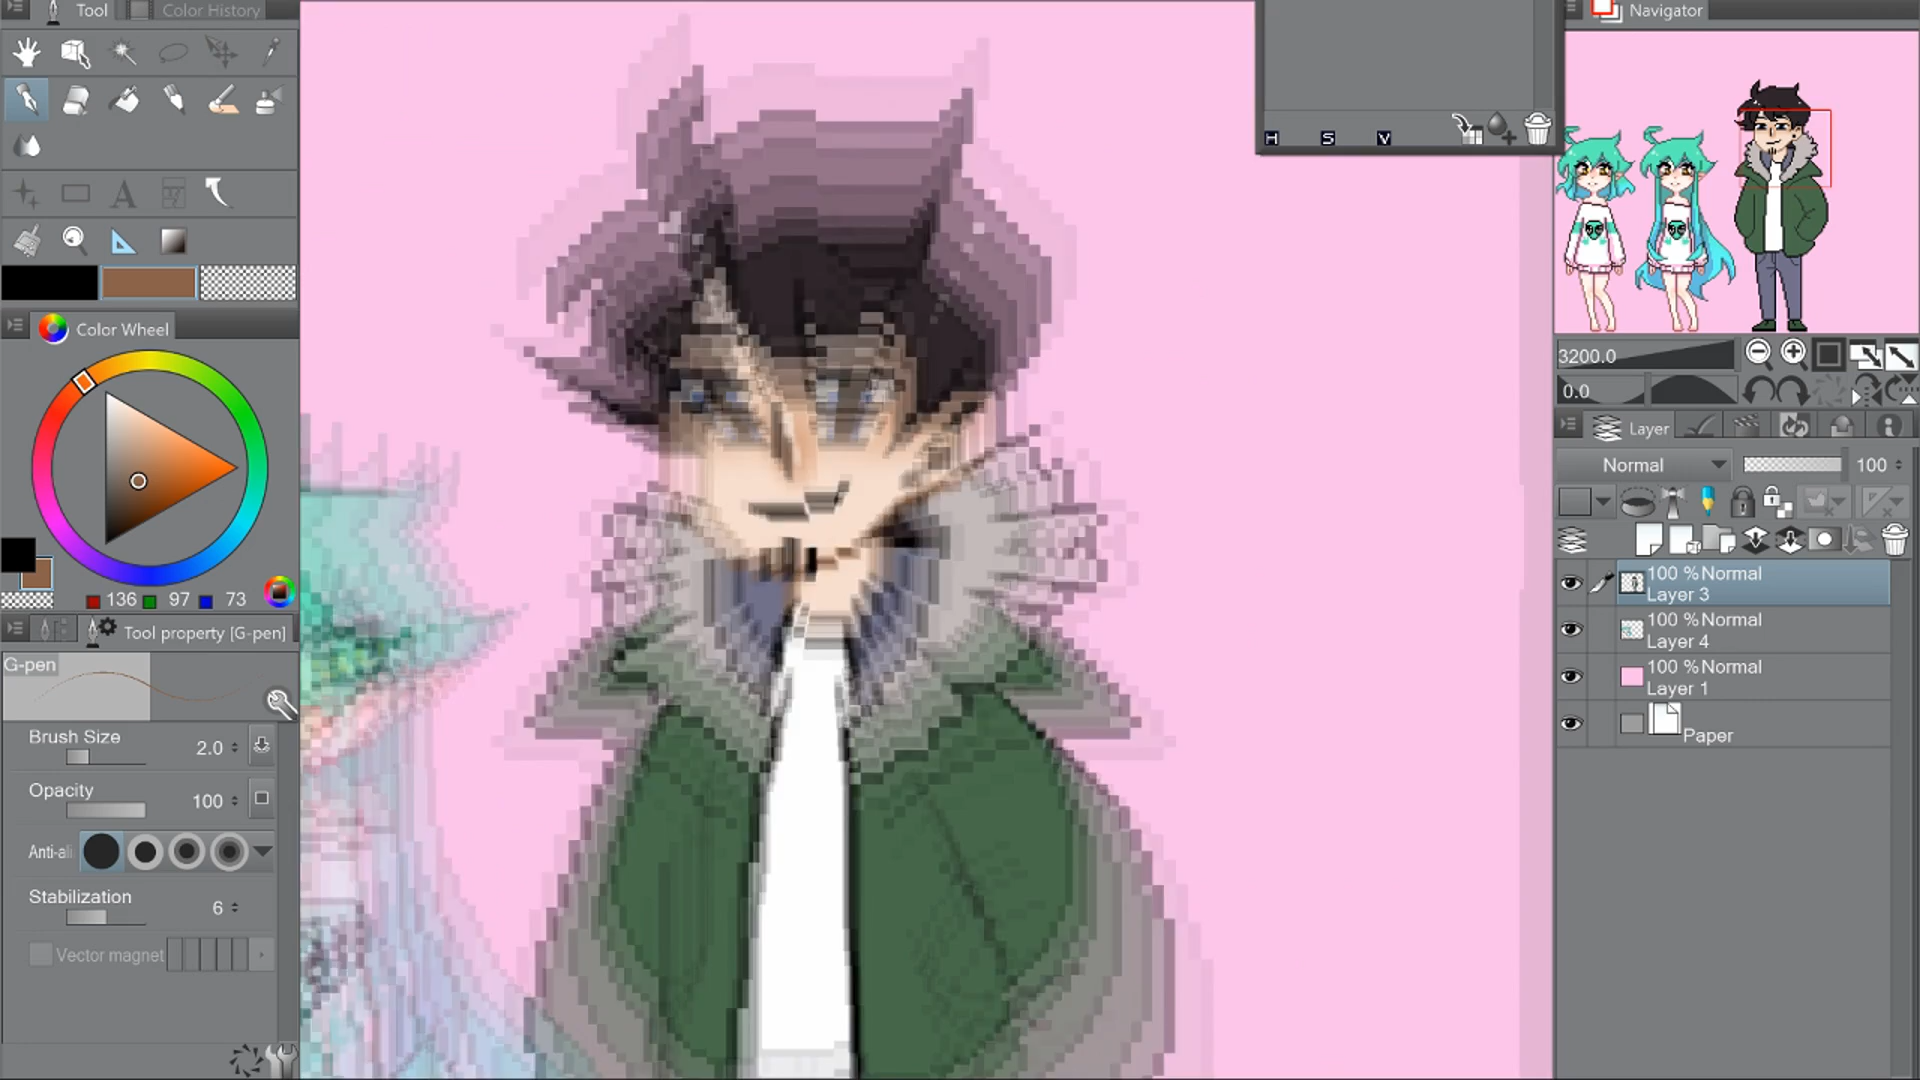 Tool
Color History
Color Wheel
136 97 73
Tool property [G-pen]
G-pen
Brush Size
2.0
Opacity
100
Anti-ali
Stabilization
6
Vector magnet
H S V
Navigator
3200.0
0.0
Layer
Normal
100
100 %Normal
Layer 3
100 %Normal
Layer 4
100 %Normal
Layer 1
Paper